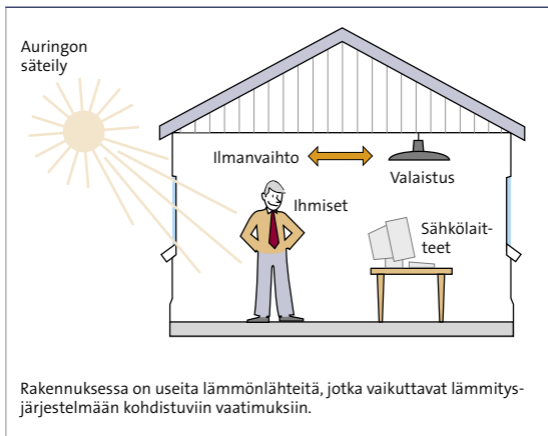 Auringon
säteily
Ilmanvaihto
Valaistus
Ihmiset
Sähkölait-
teet
Rakennuksessa on useita lämmönlähteitä, jotka vaikuttavat lämmitys-
järjestelmään kohdistuviin vaatimuksiin.